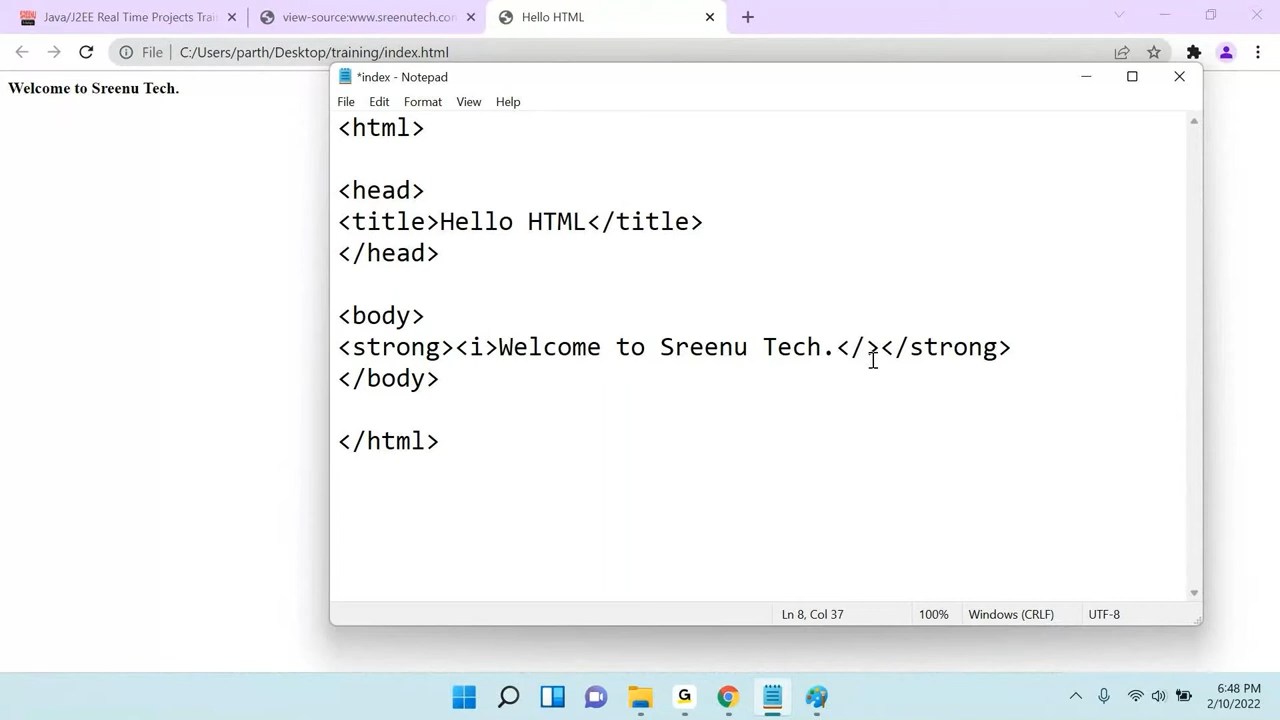 Java/J2EE Real Time Projects Trai
view-source:www.sreenutech.com
Hello HTML
File
C:/Users/parth/Desktop/training/index.html
Welcome to Sreenu Tech.
*index - Notepad
File Edit Format View Help
<html>
<head>
<title>Hello HTML</title>
</head>
<body>
<strong><i>Welcome to Sreenu Tech.</></strong>
</body>
</html>
Ln 8, Col 37
100%
Windows (CRLF)
UTF-8
G
6:48 PM
2/10/2022